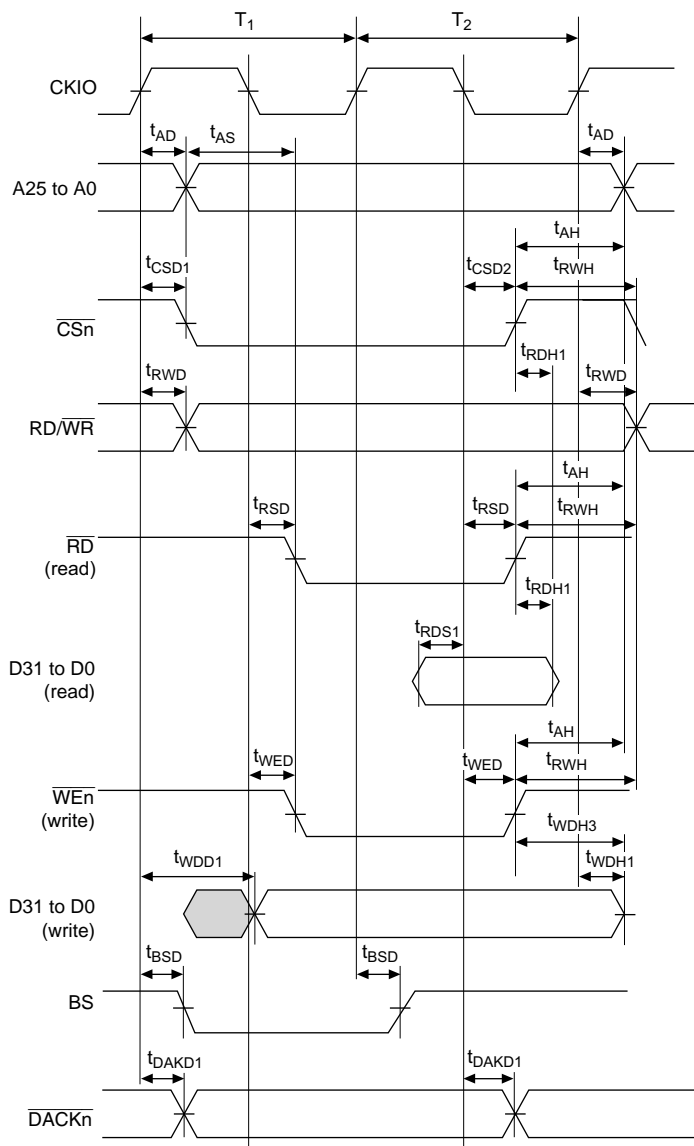 T1 T2
CKIO
tAD tAS tAD
A25 to A0
tAH
tCSD1 tCSD2 tRWH
CSn
tRDH1
tRWD tRWD
RD/WR
tAH
tRSD tRSD tRWH
RD
(read)
tRDH1
tRDS1
D31 to D0
(read)
tAH
tWED tWED tRWH
WEn
(write)
tWDH3
tWDD1 tWDH1
D31 to D0
(write)
tBSD tBSD
BS
tDAKD1 tDAKD1
DACKn